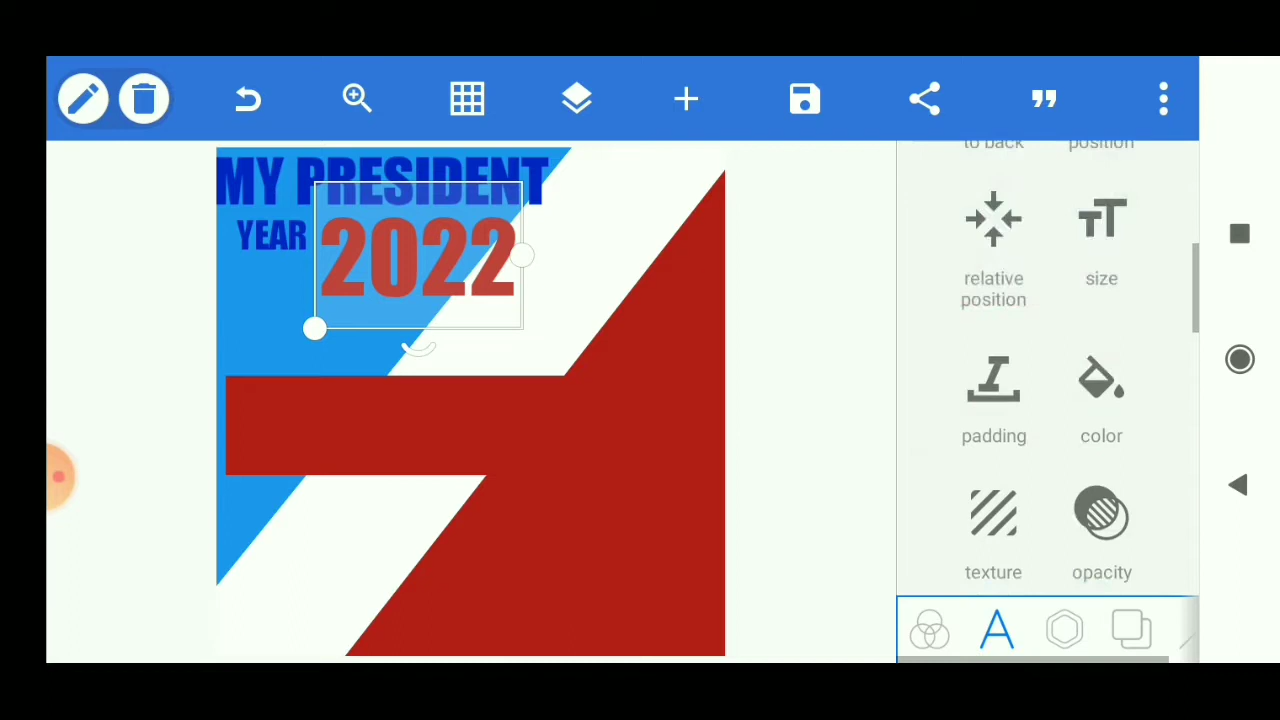 MY PRESIDENT
YEAR 2022
to back
position
relative position
size
padding
color
texture
opacity